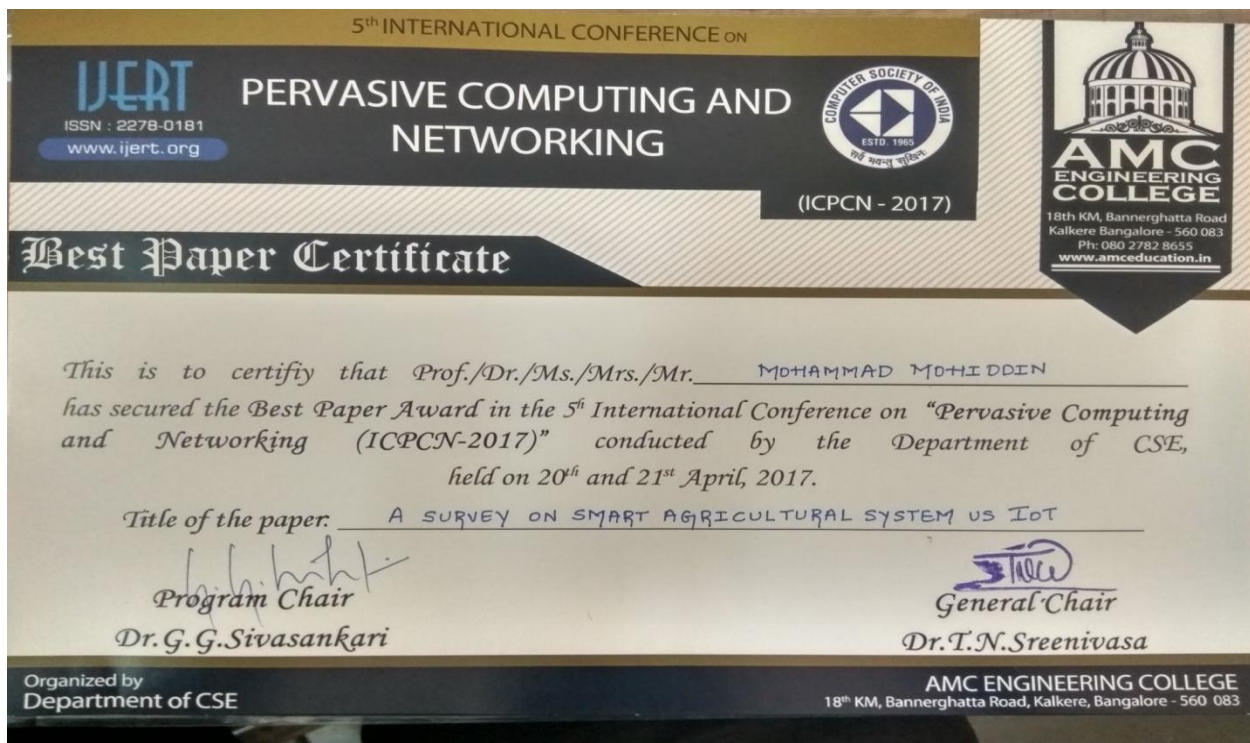 5th INTERNATIONAL CONFERENCE ON
IJERT
ISSN : 2278-0181
www.ijert.org
PERVASIVE COMPUTING AND
NETWORKING
COMPUTER SOCIETY OF INDIA
ESTD. 1965
सर्वे भवन्तु सुखिनः
(ICPCN - 2017)
AMC
ENGINEERING
COLLEGE
18th KM, Bannerghatta Road
Kalkere Bangalore - 560 083
Ph: 080 2782 8655
www.amceducation.in
Best Paper Certificate
This is to certifiy that Prof./Dr./Ms./Mrs./Mr. MOHAMMAD MOHIDDIN
has secured the Best Paper Award in the 5th International Conference on "Pervasive Computing
and Networking (ICPCN-2017)" conducted by the Department of CSE,
held on 20th and 21st April, 2017.
Title of the paper: A SURVEY ON SMART AGRICULTURAL SYSTEM US IOT
Program Chair
Dr.G.G.Sivasankari
General Chair
Dr.T.N.Sreenivasa
Organized by
Department of CSE
AMC ENGINEERING COLLEGE
18th KM, Bannerghatta Road, Kalkere, Bangalore - 560 083